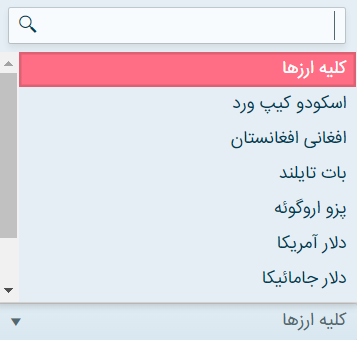 کلیه ارزها
اسکودو کیپ ورد
افغانی افغانستان
بات تایلند
پزو اروگوئه
دلار آمریکا
دلار جامائیکا
کلیه ارزها